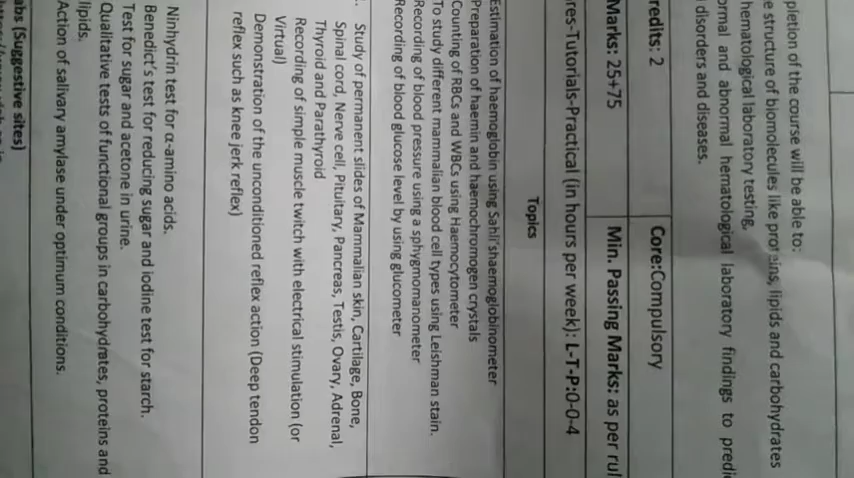 pletion of the course will be able to:
e structure of biomolecules like proteins, lipids and carbohydrates
hematological laboratory testing.
ormal and abnormal hematological laboratory findings to predi
disorders and diseases.
redits: 2 Core:Compulsory
Marks: 25+75 Min. Passing Marks: as per rul
res-Tutorials-Practical (in hours per week): L-T-P:0-0-4
Topics
Estimation of haemoglobin using Sahli'shaemoglobinometer
Preparation of haemin and haemochromogen crystals
Counting of RBCs and WBCs using Haemocytometer
To study different mammalian blood cell types using Leishman stain.
Recording of blood pressure using a sphygmomanometer
Recording of blood glucose level by using glucometer
. Study of permanent slides of Mammalian skin, Cartilage, Bone,
Spinal cord, Nerve cell, Pituitary, Pancreas, Testis, Ovary, Adrenal,
Thyroid and Parathyroid
Recording of simple muscle twitch with electrical stimulation (or
Virtual)
Demonstration of the unconditioned reflex action (Deep tendon
reflex such as knee jerk reflex)
Ninhydrin test for α-amino acids.
Benedict's test for reducing sugar and iodine test for starch.
Test for sugar and acetone in urine.
Qualitative tests of functional groups in carbohydrates, proteins and
lipids.
Action of salivary amylase under optimum conditions.
abs (Suggestive sites)